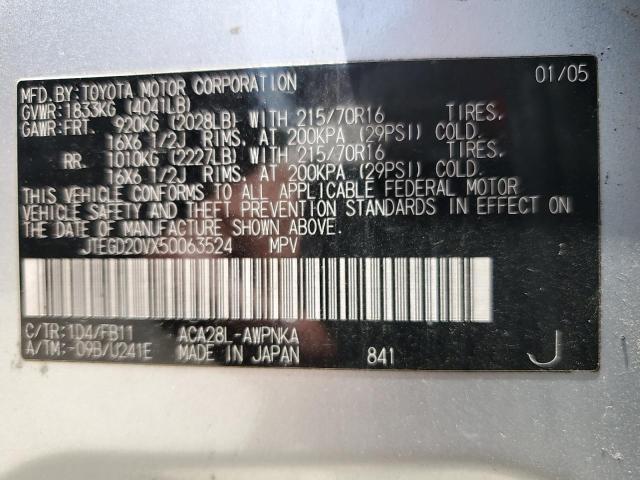 MFD.BY:TOYOTA MOTOR CORPORATION 01/05
GVWR:1833KG (4041LB)
GAWR:FRT. 920KG (2028LB) WITH 215/70R16 TIRES,
16X6 1/2J RIMS, AT 200KPA (29PSI) COLD.
RR. 1010KG (2227LB) WITH 215/70R16 TIRES,
16X6 1/2J RIMS, AT 200KPA (29PSI) COLD.
THIS VEHICLE CONFORMS TO ALL APPLICABLE FEDERAL MOTOR
VEHICLE SAFETY AND THEFT PREVENTION STANDARDS IN EFFECT ON
THE DATE OF MANUFACTURE SHOWN ABOVE.
JTEGD20VX50063524 MPV
C/TR:1D4/FB11 ACA28L-AWPNKA
A/TM:-09B/U241E MADE IN JAPAN 841 J